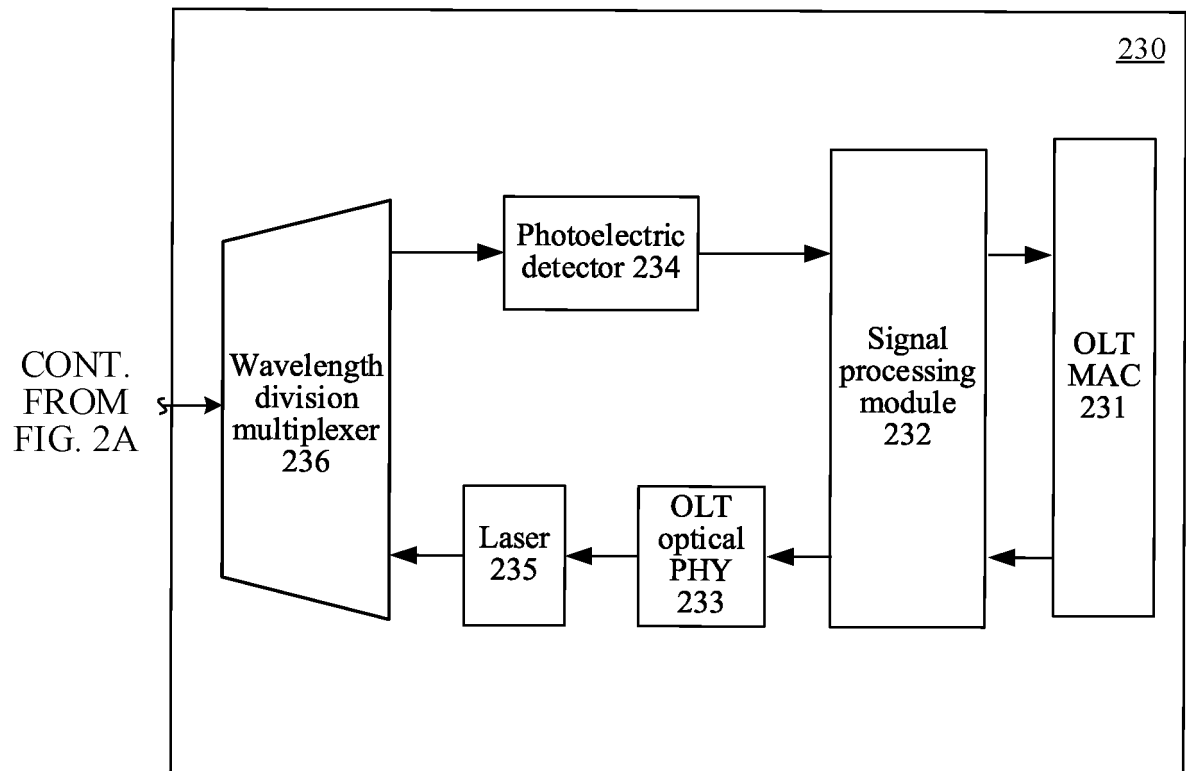 230
Photoelectric
detector 234
CONT.
FROM
FIG. 2A
Wavelength
division
multiplexer
236
Signal
processing
module
232
OLT
MAC
231
Laser
235
OLT
optical
PHY
233